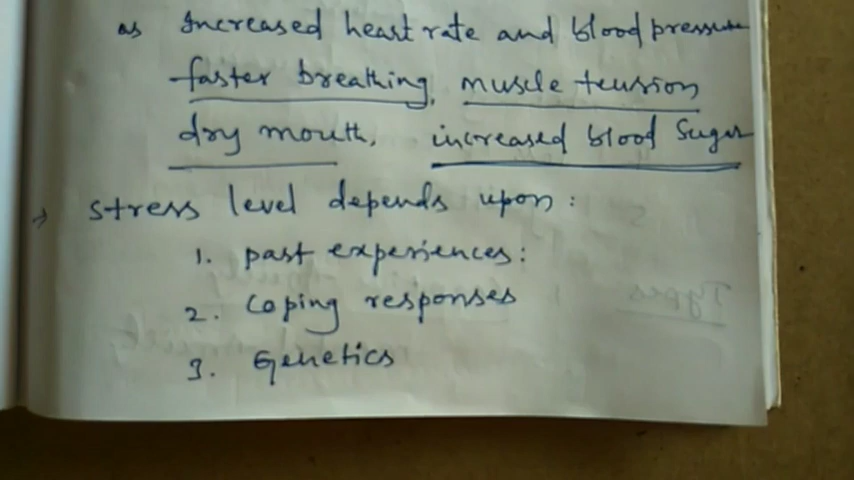 as Increased heart rate and blood pressure
faster breathing, muscle tension
dry mouth, increased blood sugar
→ stress level depends upon:
1. past experiences:
2. Coping responses
3. Genetics
Types